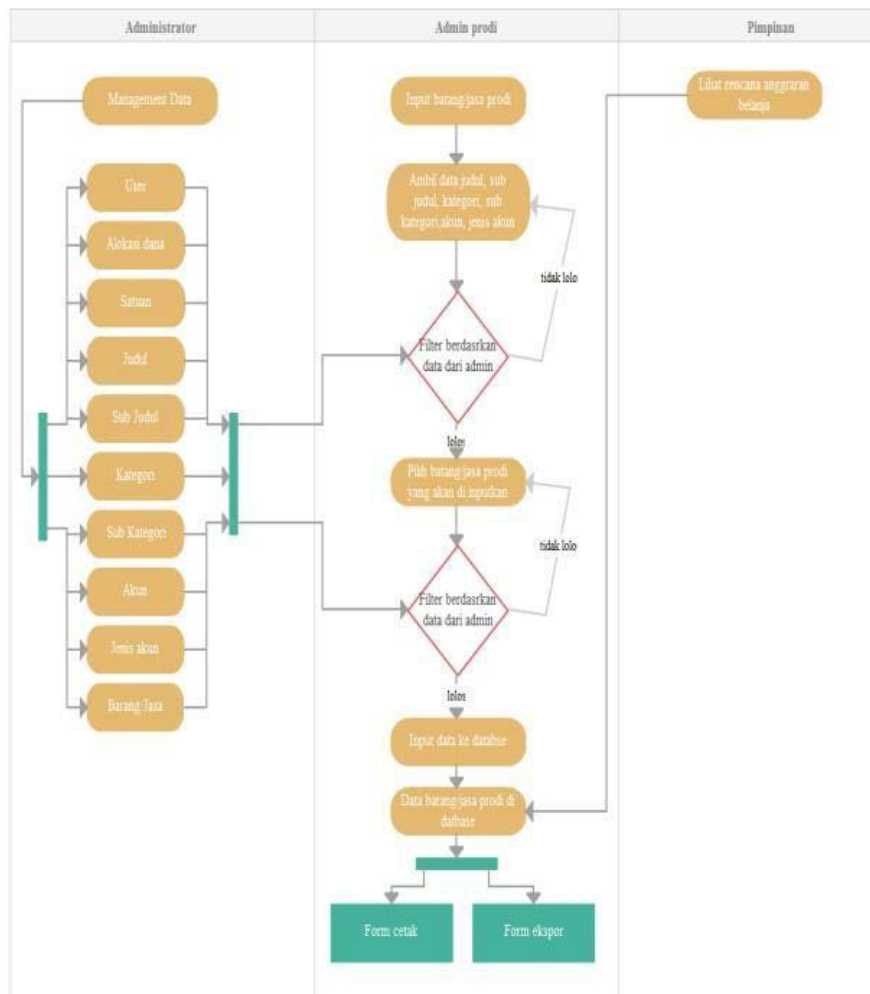 Administrator
Admin prodi
Pimpinan
Management Data
User
Alokasi dana
Satuan
Judul
Sub Judul
Kategori
Sub Kategori
Akun
Jenis akun
Barang/Jasa
Input barang/jasa prodi
Ambil data judul, sub
judul, kategori, sub
kategori,akun, jenis akun
tidak lolo
Filter berdasrkan
data dari admin
lolos
Pilih barang/jasa prodi
yang akan di inputkan
tidak lolo
Filter berdasrkan
data dari admin
lolos
Input data ke databse
Data barang/jasa prodi di
datbase
Form cetak
Form ekspor
Lihat rencana anggraran
belanja